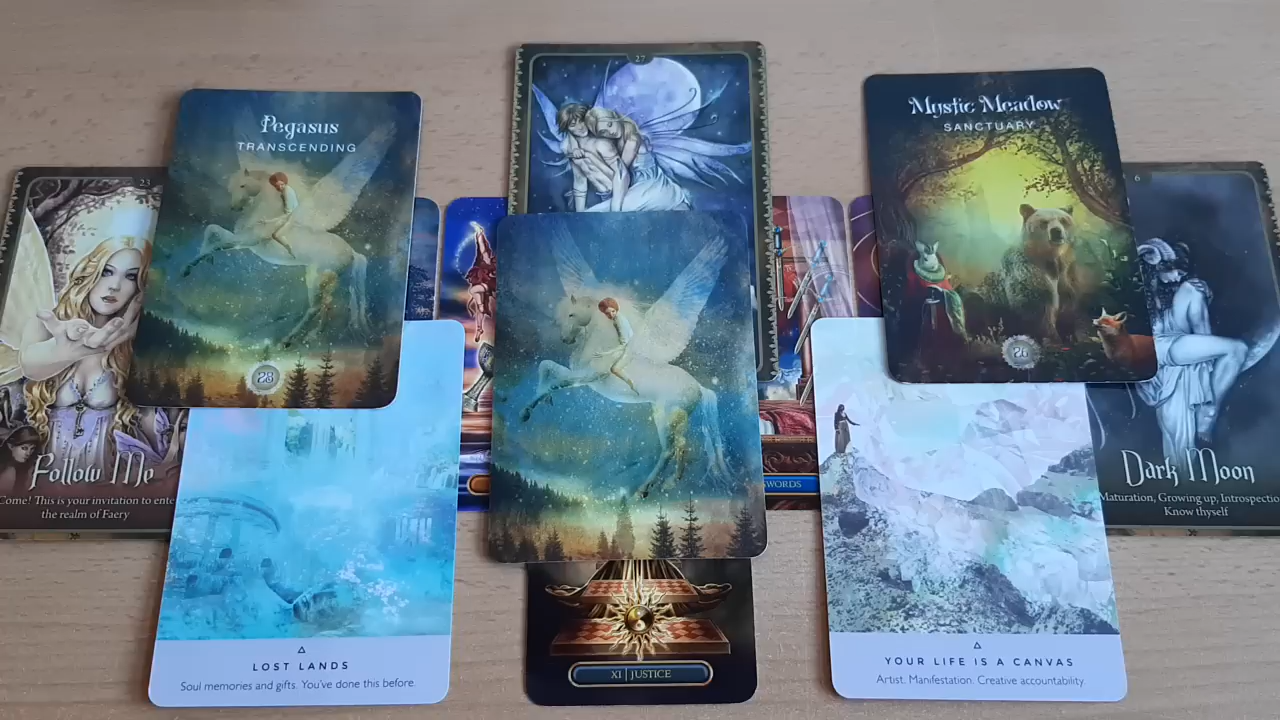 27
Pegasus
TRANSCENDING
28
Mystic Meadow
SANCTUARY
26
23
Follow Me
Come! This is your invitation to ente
the realm of Faery
6
Dark Moon
Maturation, Growing up, Introspectio
Know thyself
SWORDS
LOST LANDS
Soul memories and gifts. You've done this before.
XI | JUSTICE
YOUR LIFE IS A CANVAS
Artist. Manifestation. Creative accountability.